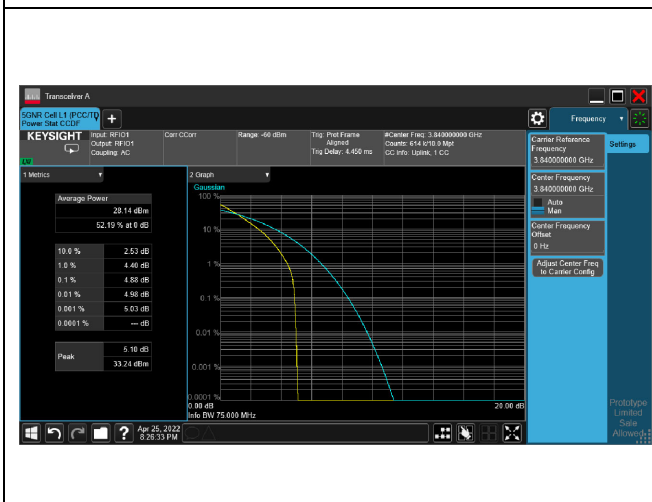 Transceiver A
5GNR Cell L1 (PCC/TD
Power Stat CCDF
+
Frequency
KEYSIGHT
Input: RFIO1
Output: RFIO1
Coupling: AC
Corr CCorr
Range: -60 dBm
Trig: Prot Frame
Aligned
Trig Delay: 4.450 ms
#Center Freq: 3.840000000 GHz
Counts: 614 k/10.0 Mpt
CC Info: Uplink, 1 CC
LW
Carrier Reference
Frequency
3.840000000 GHz
Settings
Center Frequency
3.840000000 GHz
Auto
Man
Center Frequency
Offset
0 Hz
Adjust Center Freq
to Carrier Config
1 Metrics
Average Power
28.14 dBm
52.19 % at 0 dB
10.0 % 2.53 dB
1.0 % 4.40 dB
0.1 % 4.88 dB
0.01 % 4.98 dB
0.001 % 5.03 dB
0.0001 % --- dB
Peak
5.10 dB
33.24 dBm
2 Graph
Gaussian
100 %
10 %
1 %
0.1 %
0.01 %
0.001 %
0.0001 %
0.00 dB
20.00 dB
Info BW 75.000 MHz
Prototype
Limited
Sale
Allowed
?
Apr 25, 2022
8:26:33 PM